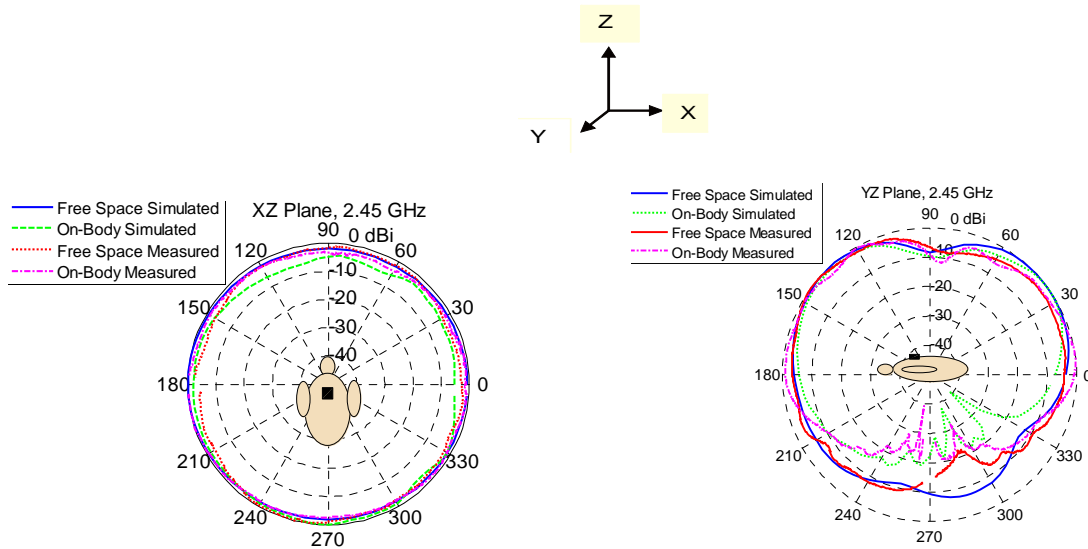 Z
X
Y
Free Space Simulated
On-Body Simulated
Free Space Measured
On-Body Measured
XZ Plane, 2.45 GHz
90
0 dBi
120
60
-10
150
-20
30
-30
-40
180
0
210
330
240
300
270
Free Space Simulated
On-Body Simulated
Free Space Measured
On-Body Measured
YZ Plane, 2.45 GHz
90
0 dBi
120
60
-10
150
-20
30
-30
-40
180
0
210
330
240
300
270